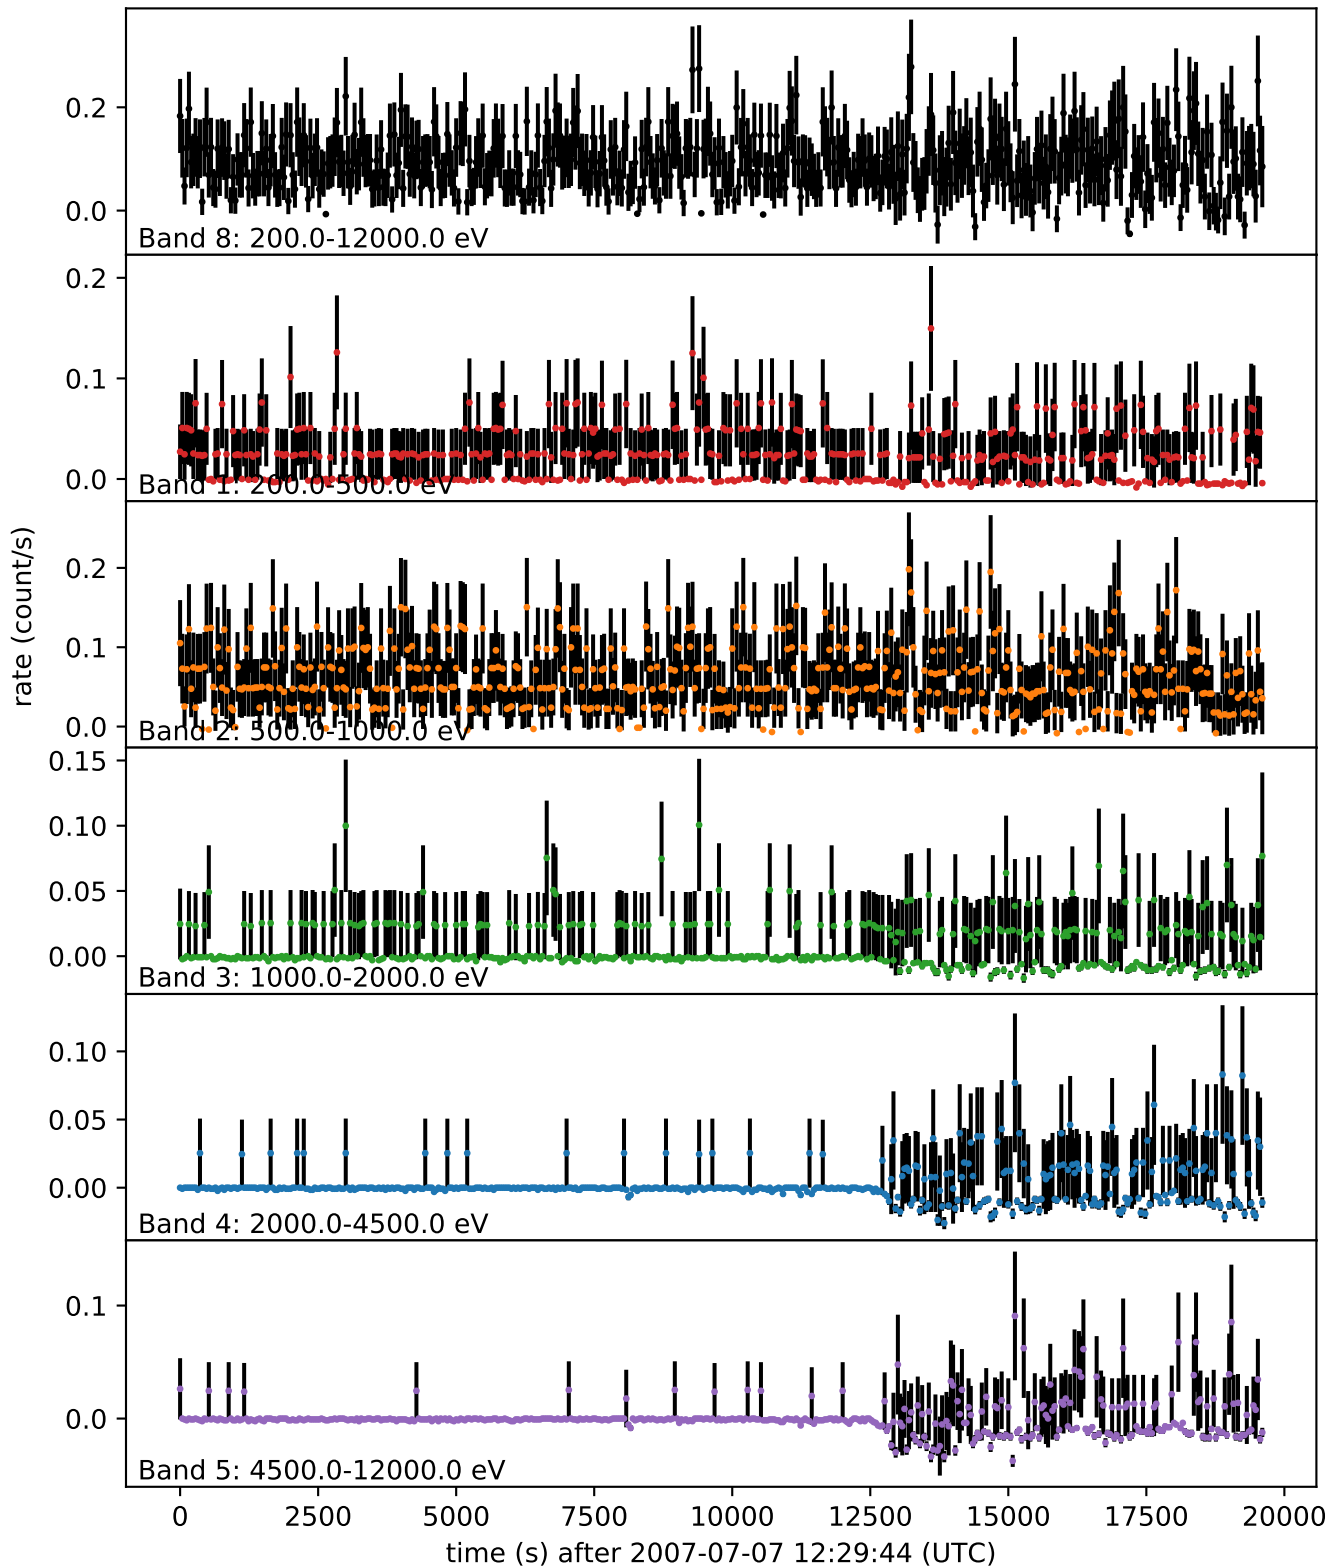 0.2
0.0
Band 8: 200.0-12000.0 eV
0.2
0.1
0.0
Band 1: 200.0-500.0 eV
rate (count/s)
0.2
0.1
0.0
Band 2: 500.0-1000.0 eV
0.15
0.10
0.05
0.00
Band 3: 1000.0-2000.0 eV
0.10
0.05
0.00
Band 4: 2000.0-4500.0 eV
0.1
0.0
Band 5: 4500.0-12000.0 eV
0 2500 5000 7500 10000 12500 15000 17500 20000
time (s) after 2007-07-07 12:29:44 (UTC)